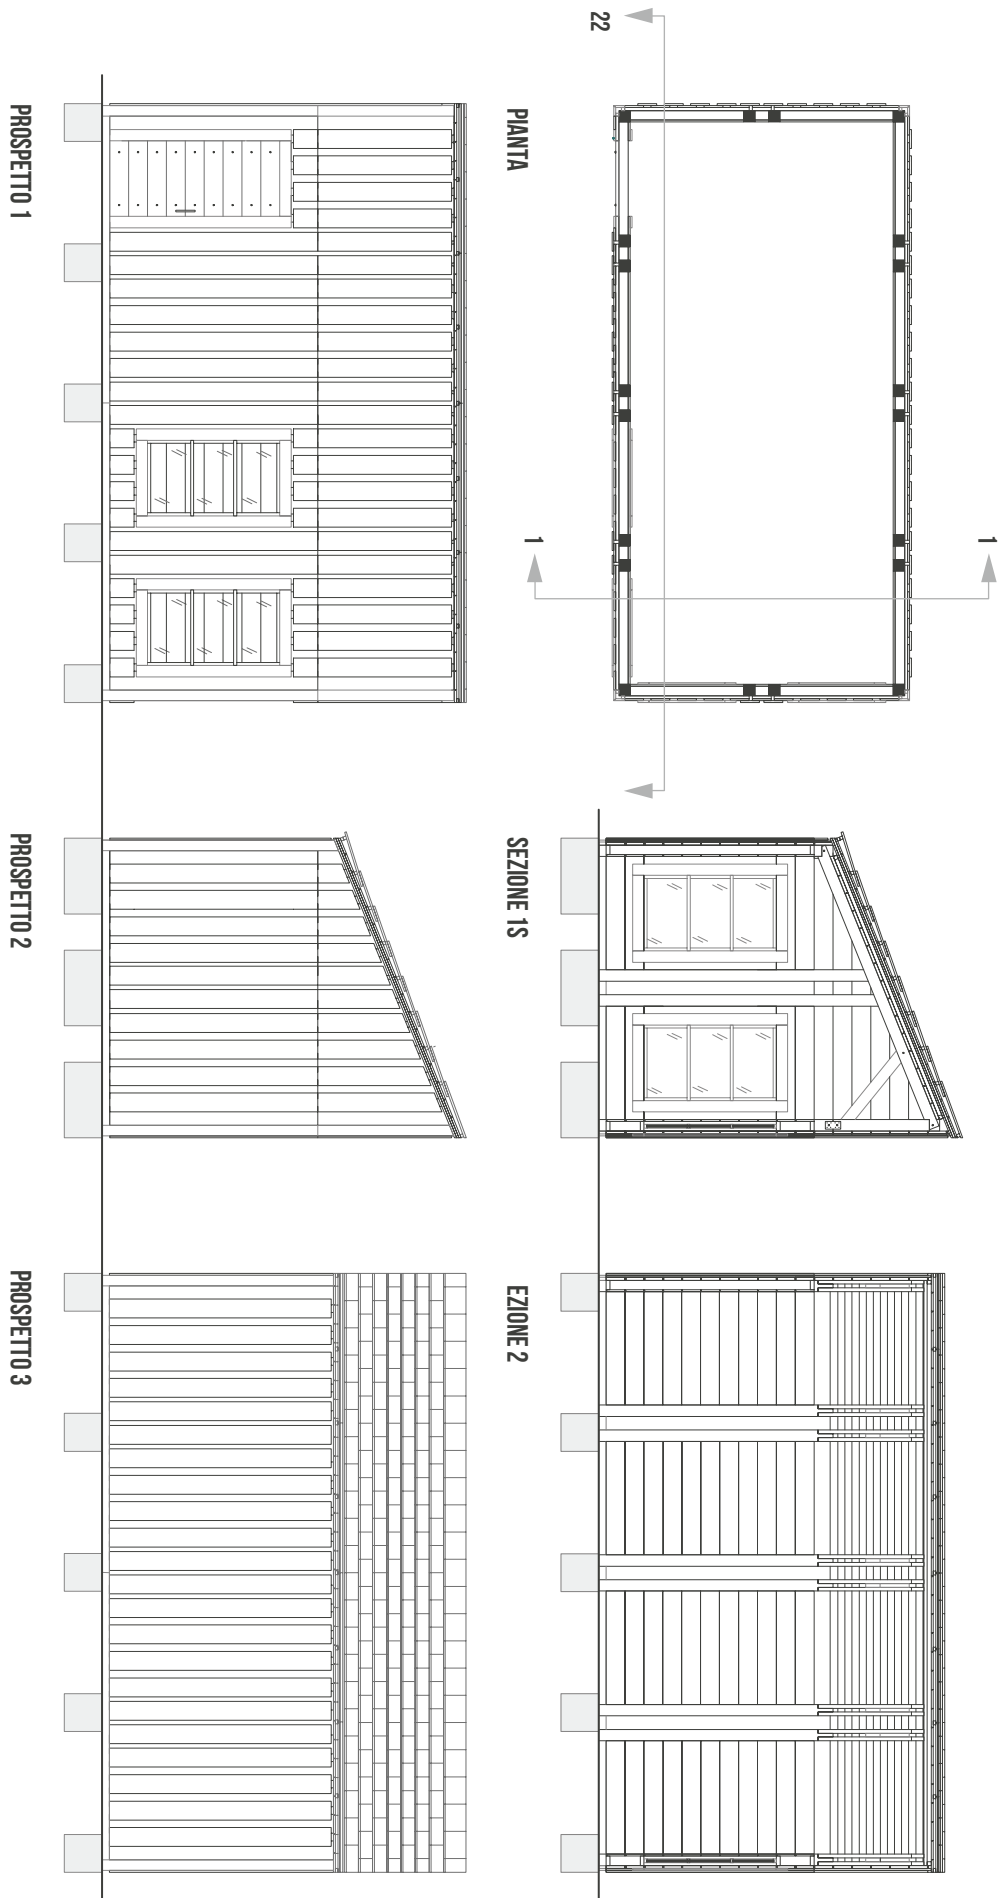 PIANTA
22
1
1
SEZIONE 1S
EZIONE 2
PROSPETTO 1
PROSPETTO 2
PROSPETTO 3